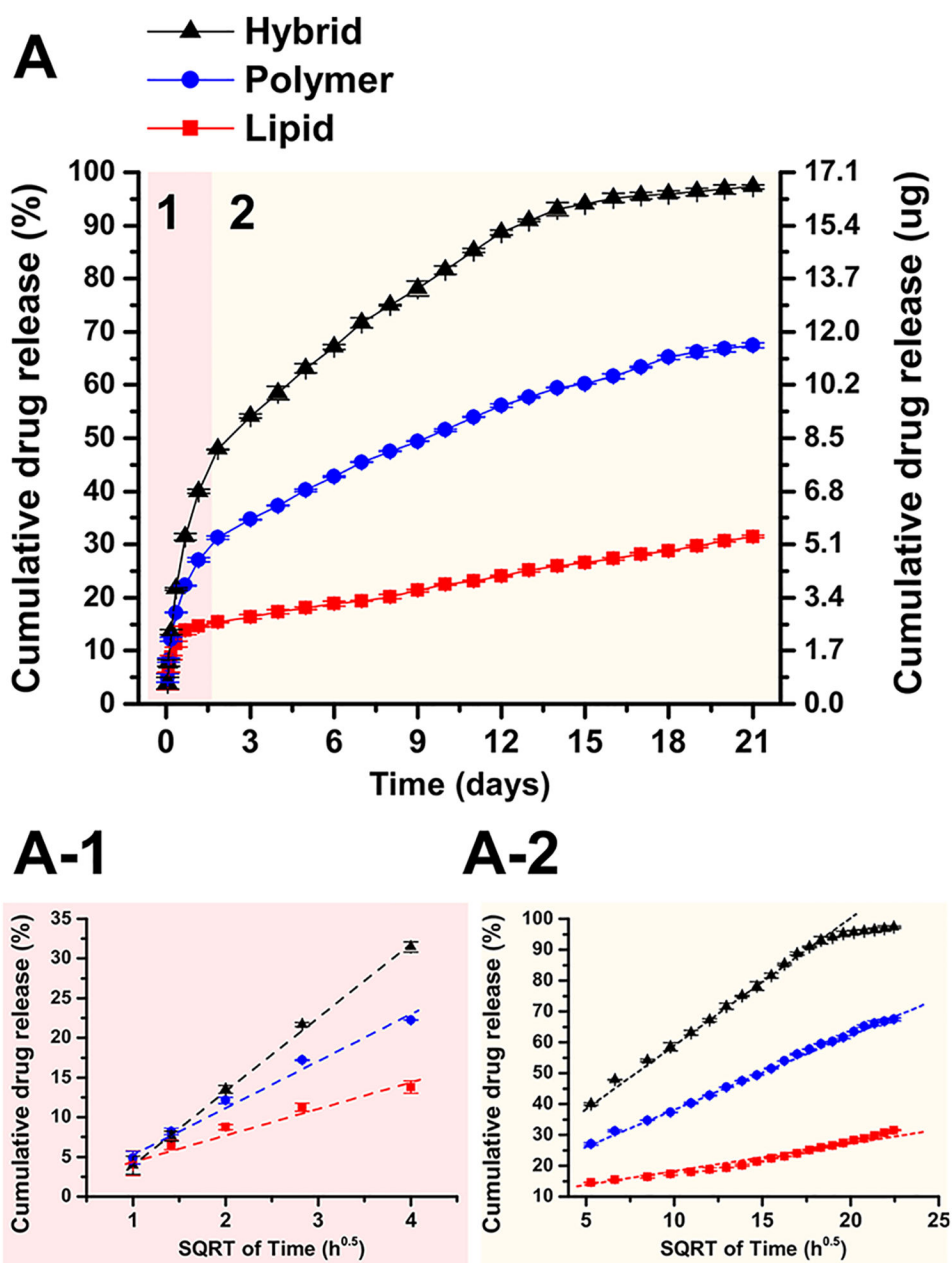 A
Hybrid
Polymer
Lipid
1 2
Cumulative drug release (%)
100
90
80
70
60
50
40
30
20
10
0
17.1
15.4
13.7
12.0
10.2
8.5
6.8
5.1
3.4
1.7
0.0
Cumulative drug release (ug)
0 3 6 9 12 15 18 21
Time (days)
A-1
Cumulative drug release (%)
35
30
25
20
15
10
5
0
1 2 3 4
SQRT of Time (h^0.5)
A-2
Cumulative drug release (%)
100
90
80
70
60
50
40
30
20
10
5 10 15 20 25
SQRT of Time (h^0.5)